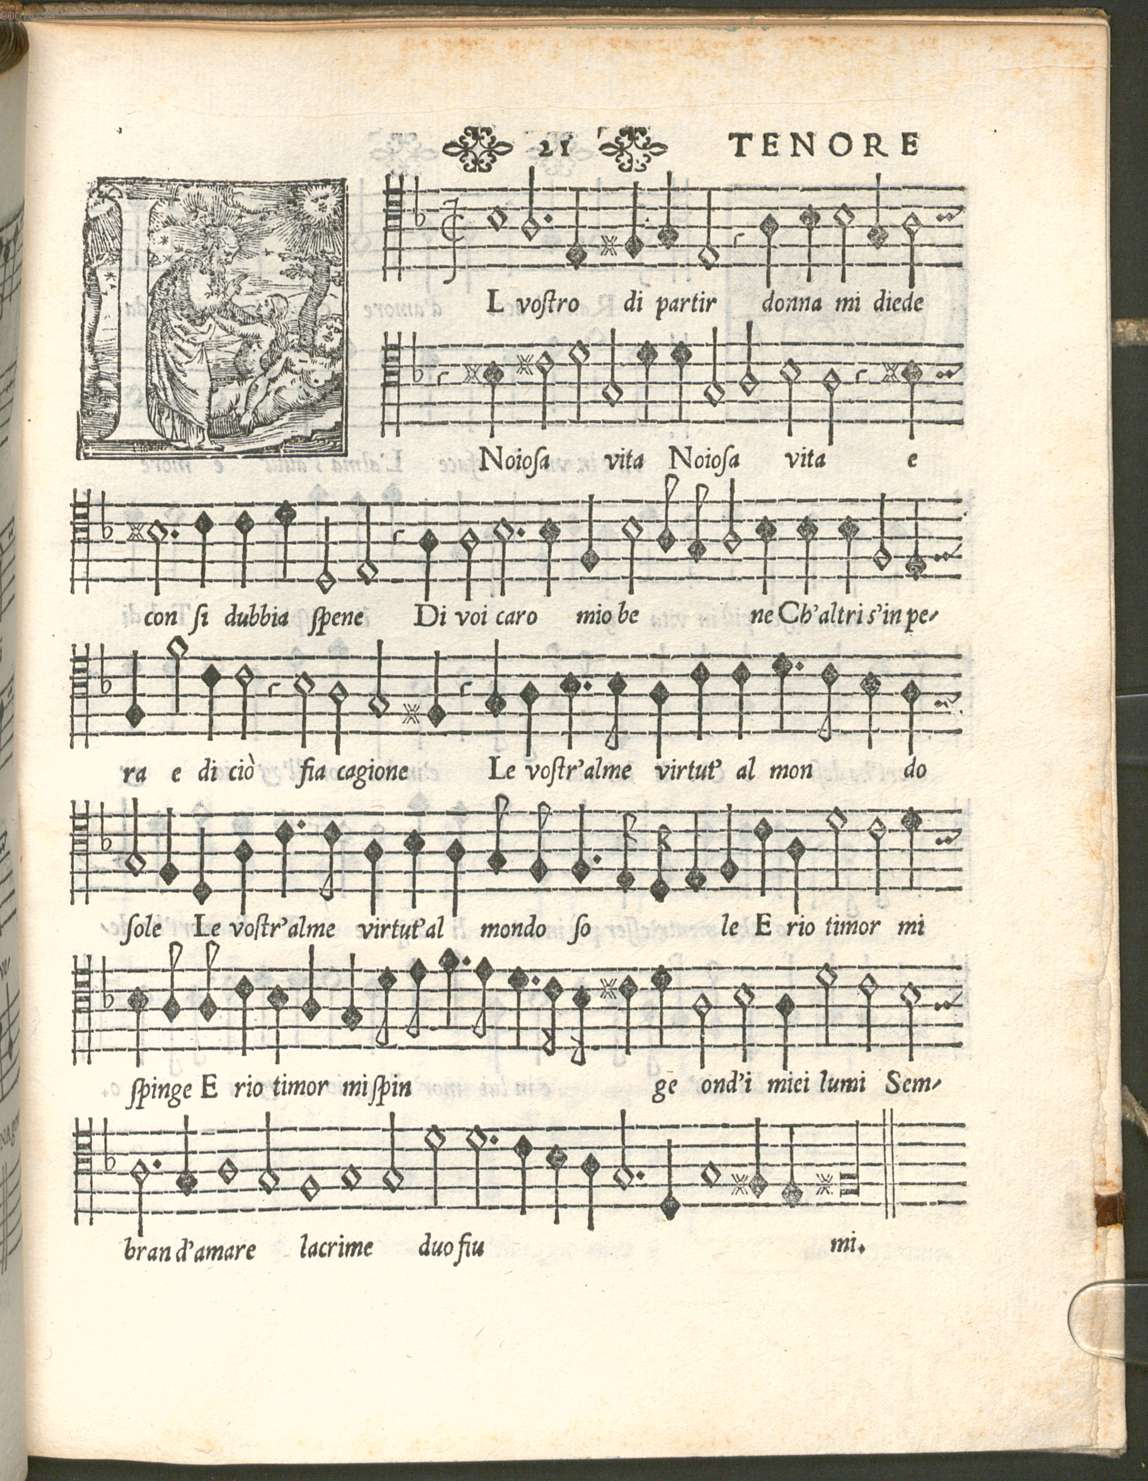 21 TENORE
IL vostro di partir donna mi diede
Noiosa vita Noiosa vita e
con si dubbia spene Di voi caro mio be ne Ch'altri s'in pe-
ra e di ciò fia cagione Le vostr'alme virtut' al mon do
sole Le vostr'alme virtut'al mondo so le E rio timor mi
spinge E rio timor mi spin ge ond'i miei lumi Sem-
bran d'amare lacrime duo fiu mi.